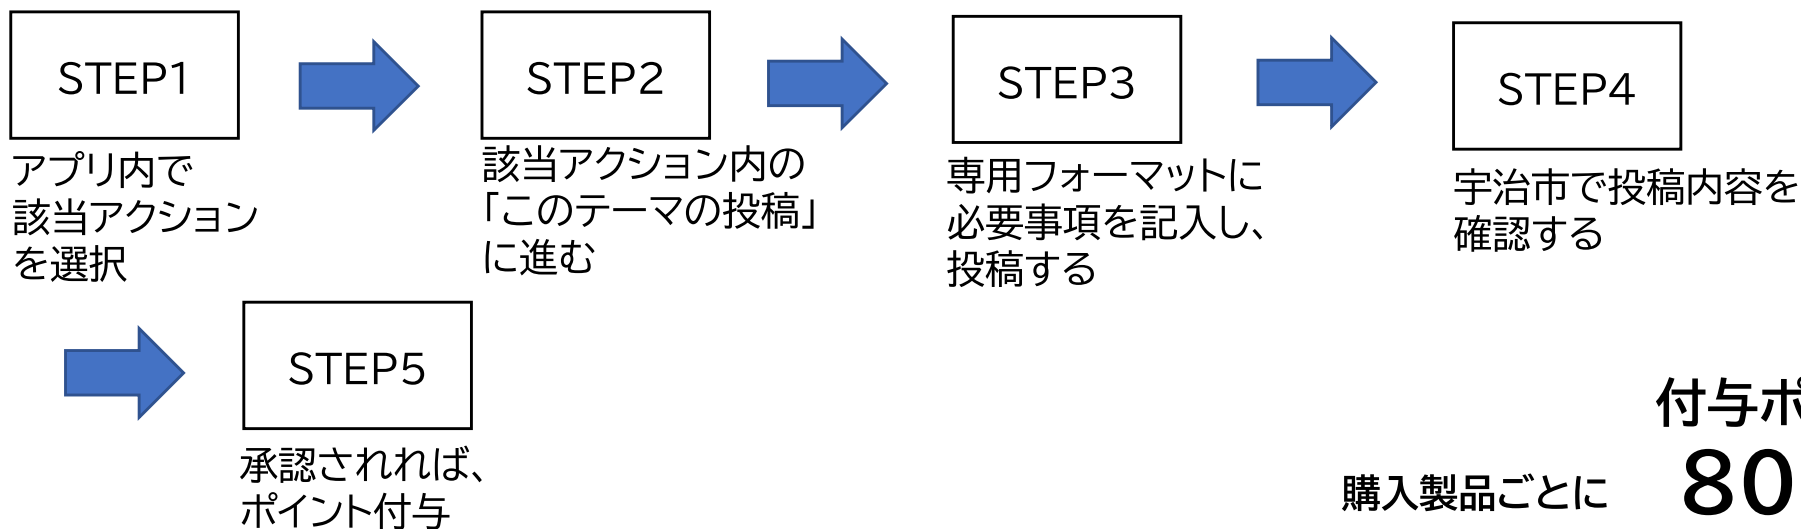 STEP1
アプリ内で
該当アクション
を選択
STEP2
該当アクション内の
「このテーマの投稿」
に進む
STEP3
専用フォーマットに
必要事項を記入し、
投稿する
STEP4
宇治市で投稿内容を
確認する
STEP5
承認されれば、
ポイント付与
付与ポ
購入製品ごとに 80